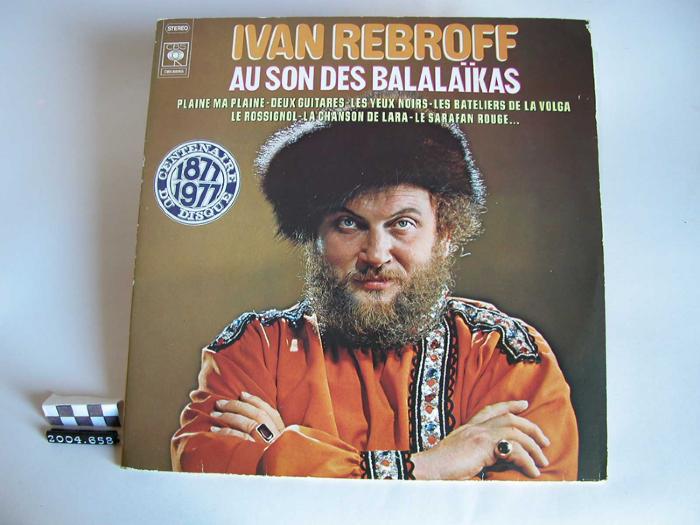 STEREO
CBS
IVAN REBROFF
AU SON DES BALALAÏKAS
PLAINE MA PLAINE-DEUX GUITARES-LES YEUX NOIRS-LES BATELIERS DE LA VOLGA
LE ROSSIGNOL-LA CHANSON DE LARA-LE SARAFAN ROUGE...
CENTENAIRE
1877
1977
DU DISQUE
2004.658